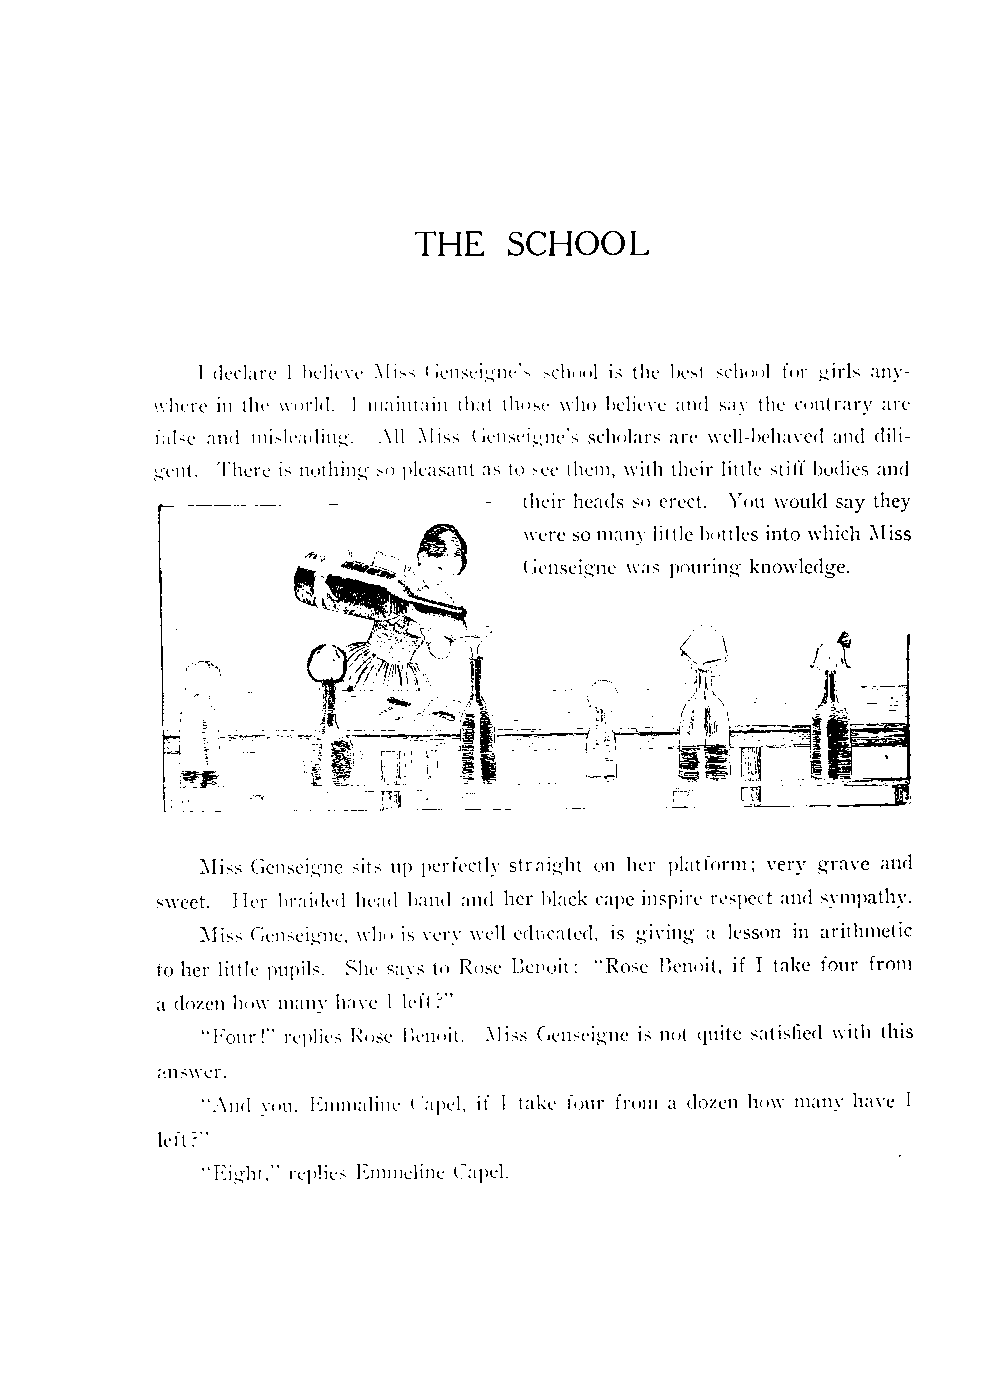 THE SCHOOL
I declare I believe Miss Genseigne's school is the best school for girls any-
where in the world. I maintain that those who believe and say the contrary are
false and misleading. All Miss Genseigne's scholars are well-behaved and dili-
gent. There is nothing so pleasant as to see them, with their little stiff bodies and
their heads so erect. You would say they
were so many little bottles into which Miss
Genseigne was pouring knowledge.
Miss Genseigne sits up perfectly straight on her platform; very grave and
sweet. Her braided head band and her black cape inspire respect and sympathy.
Miss Genseigne, who is very well educated, is giving a lesson in arithmetic
to her little pupils. She says to Rose Benoit: "Rose Benoit, if I take four from
a dozen how many have I left?"
"Four!" replies Rose Benoit. Miss Genseigne is not quite satisfied with this
answer.
"And you, Emmaline Capel, if I take four from a dozen how many have I
left?"
"Eight," replies Emmeline Capel.